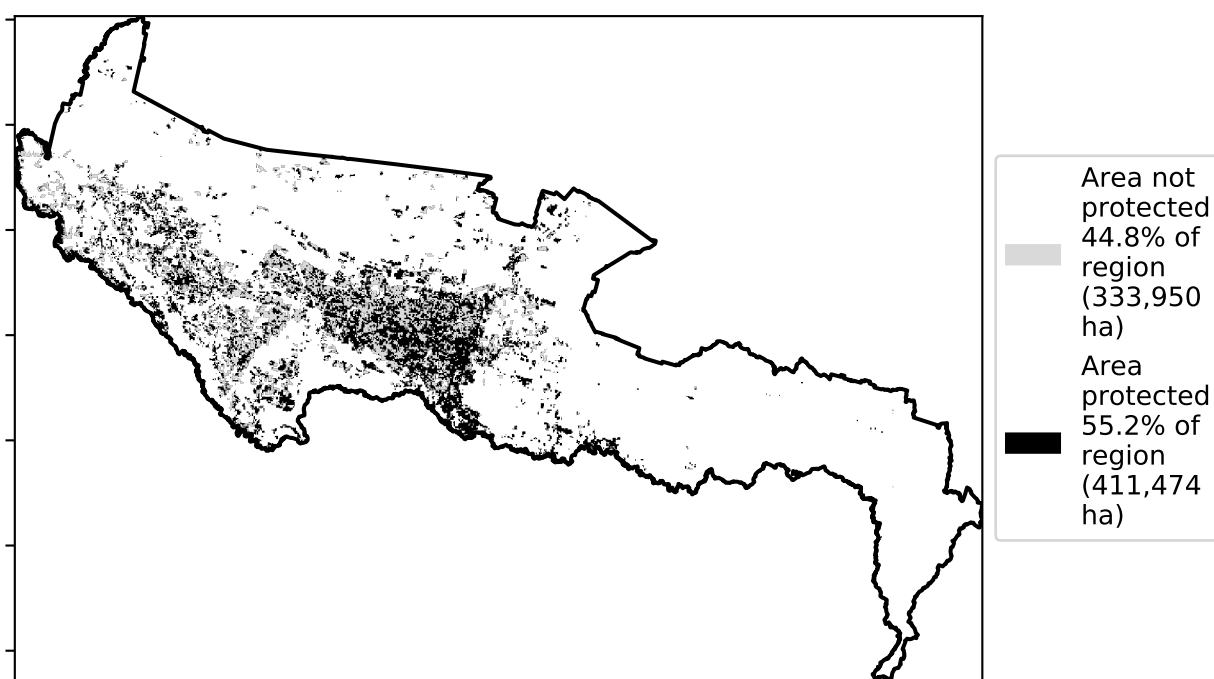 Area not
protected
44.8% of
region
(333,950
ha)
Area
protected
55.2% of
region
(411,474
ha)